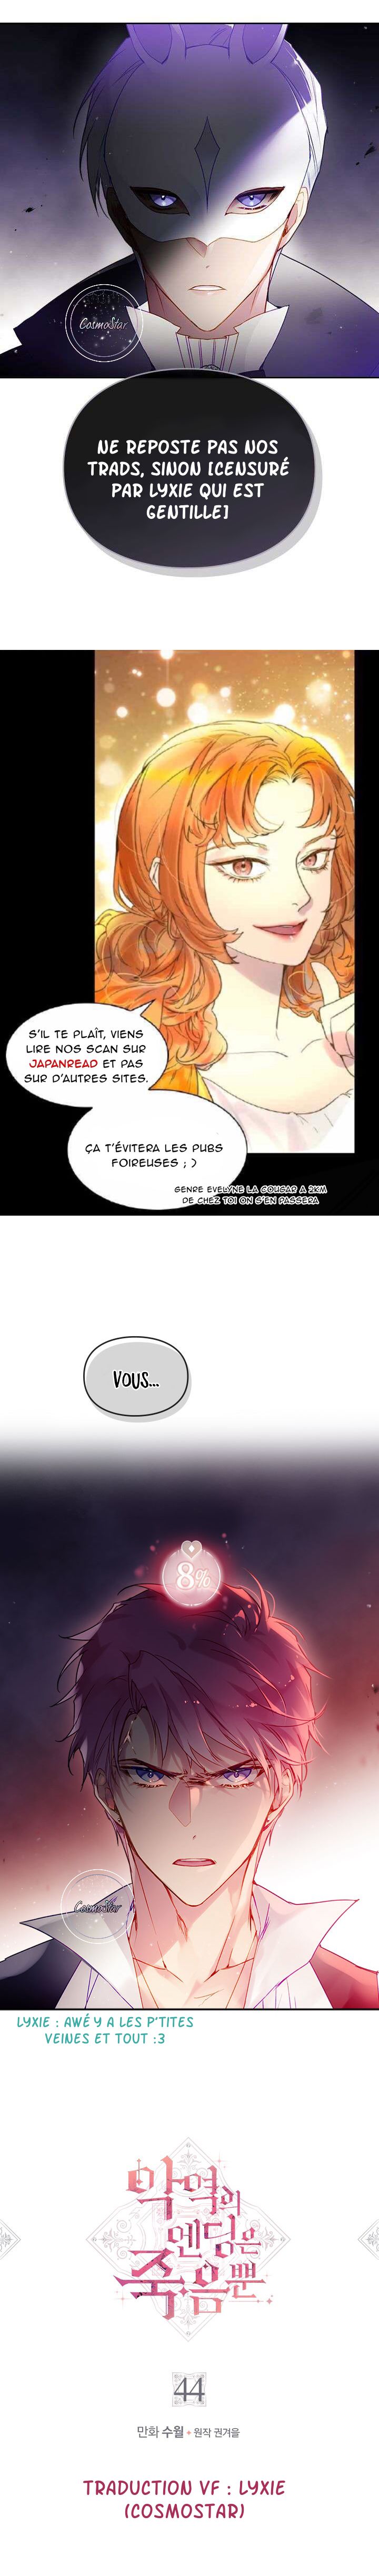 CosmoStar
NE REPOSTE PAS NOS
TRADS, SINON [CENSURÉ
PAR LYXIE QUI EST
GENTILLE]
S'IL TE PLAÎT, VIENS
LIRE NOS SCAN SUR
JAPANREAD ET PAS
SUR D'AUTRES SITES.
ÇA T'ÉVITERA LES PUBS
FOIREUSES ; )
GENRE EVELYNE LA COUGAR A 2KM
DE CHEZ TOI ON S'EN PASSERA
VOUS...
8%
CosmoStar
LYXIE : AWÉ Y A LES P'TITES
VEINES ET TOUT :3
악역의
엔딩은
죽음뿐
44
만화 수월 + 원작 권겨을
TRADUCTION VF : LYXIE
(COSMOSTAR)